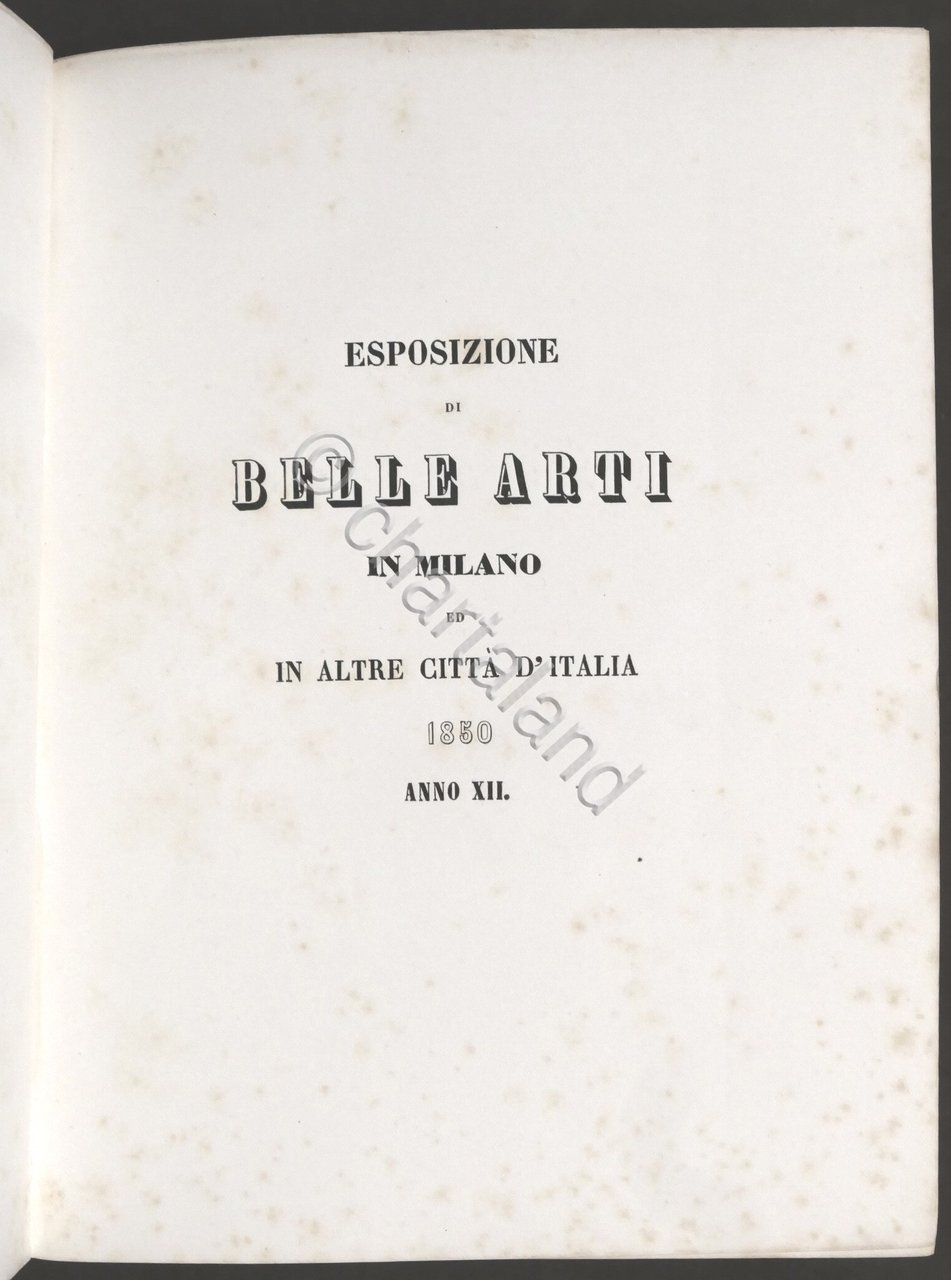 ESPOSIZIONE
DI
BELLE ARTI
IN MILANO
ED
IN ALTRE CITTÀ D'ITALIA
1850
ANNO XII.
© chartaland